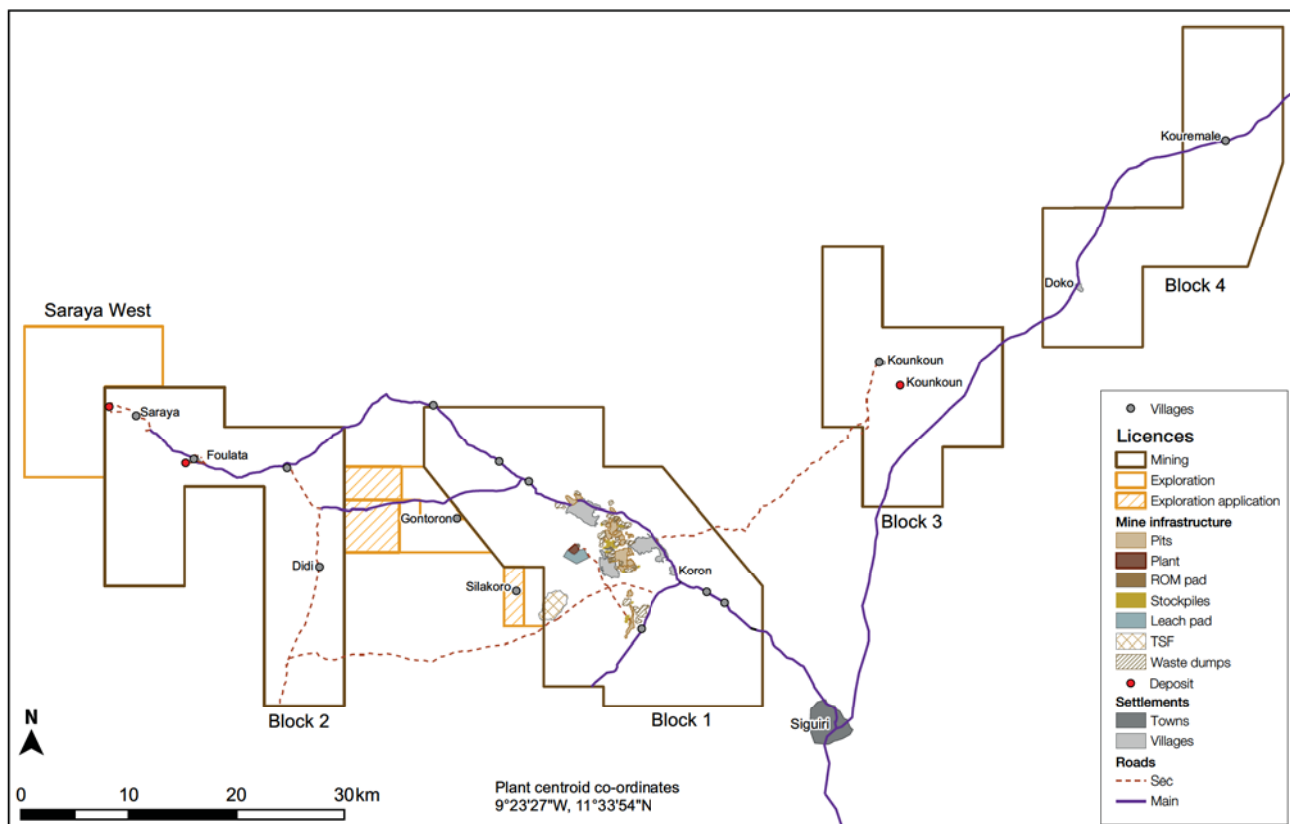 Kouremale
Doko
Block 4
Saraya West
Kounkoun
Kounkoun
Saraya
Foulata
Block 3
Gontoron
Didi
Silakoro
Koron
Block 2
Block 1
Siguiri
N
0 10 20 30km
Plant centroid co-ordinates
9°23'27"W, 11°33'54"N
Villages
Licences
Mining
Exploration
Exploration application
Mine infrastructure
Pits
Plant
ROM pad
Stockpiles
Leach pad
TSF
Waste dumps
Deposit
Settlements
Towns
Villages
Roads
Sec
Main